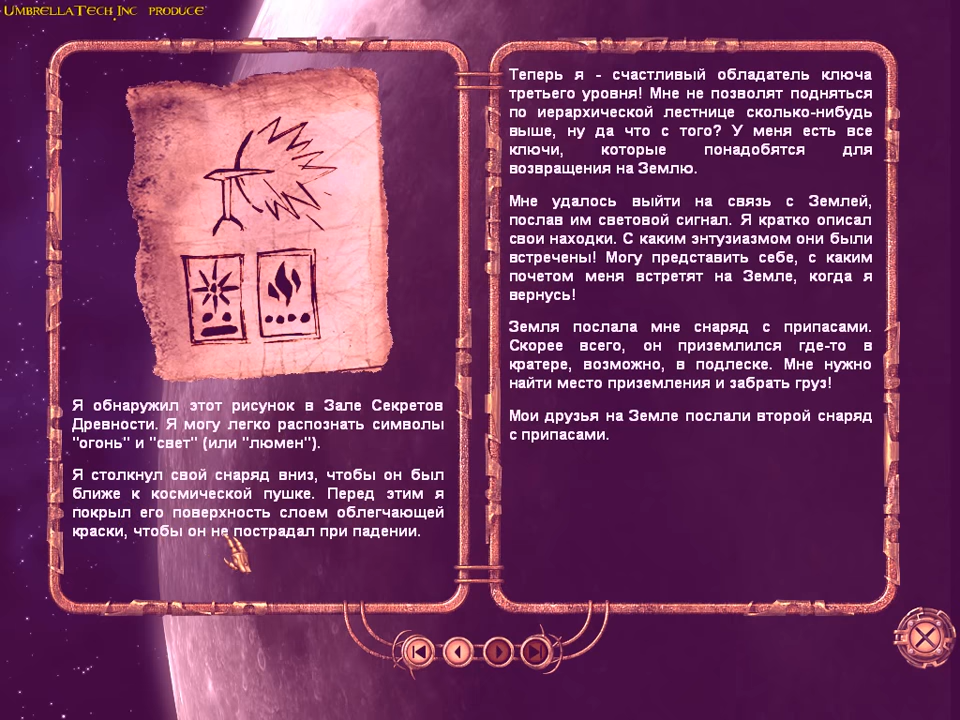 UmbrellaTech.Inc produce
Я обнаружил этот рисунок в Зале Секретов
Древности. Я могу легко распознать символы
"огонь" и "свет" (или "люмен").
Я столкнул свой снаряд вниз, чтобы он был
ближе к космической пушке. Перед этим я
покрыл его поверхность слоем облегчающей
краски, чтобы он не пострадал при падении.
Теперь я - счастливый обладатель ключа
третьего уровня! Мне не позволят подняться
по иерархической лестнице сколько-нибудь
выше, ну да что с того? У меня есть все
ключи, которые понадобятся для
возвращения на Землю.
Мне удалось выйти на связь с Землей,
послав им световой сигнал. Я кратко описал
свои находки. С каким энтузиазмом они были
встречены! Могу представить себе, с каким
почетом меня встретят на Земле, когда я
вернусь!
Земля послала мне снаряд с припасами.
Скорее всего, он приземлился где-то в
кратере, возможно, в подлеске. Мне нужно
найти место приземления и забрать груз!
Мои друзья на Земле послали второй снаряд
с припасами.